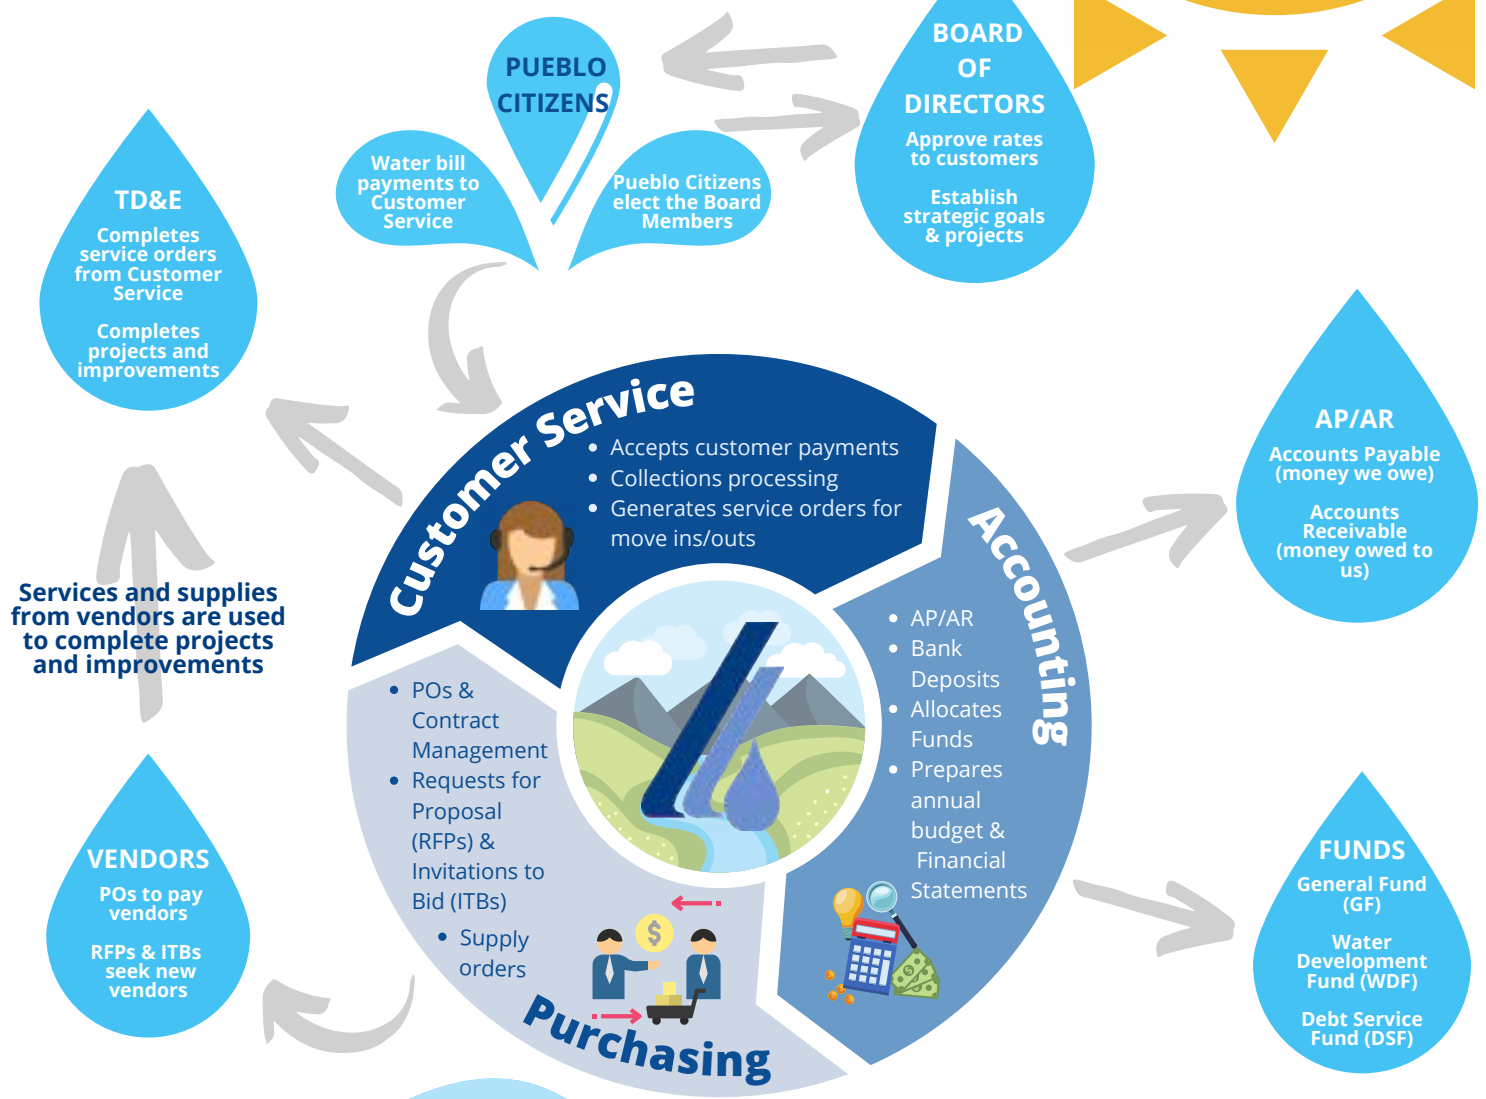 PUEBLO
CITIZENS
Water bill
payments to
Customer
Service
Pueblo Citizens
elect the Board
Members
BOARD
OF
DIRECTORS
Approve rates
to customers
Establish
strategic goals
& projects
TD&E
Completes
service orders
from Customer
Service
Completes
projects and
improvements
Services and supplies
from vendors are used
to complete projects
and improvements
VENDORS
POs to pay
vendors
RFPs & ITBs
seek new
vendors
Customer Service
• Accepts customer payments
• Collections processing
• Generates service orders for
move ins/outs
Accounting
• AP/AR
• Bank
Deposits
• Allocates
Funds
• Prepares
annual
budget &
Financial
Statements
• POs &
Contract
Management
• Requests for
Proposal
(RFPs) &
Invitations to
Bid (ITBs)
• Supply
orders
Purchasing
AP/AR
Accounts Payable
(money we owe)
Accounts
Receivable
(money owed to
us)
FUNDS
General Fund
(GF)
Water
Development
Fund (WDF)
Debt Service
Fund (DSF)